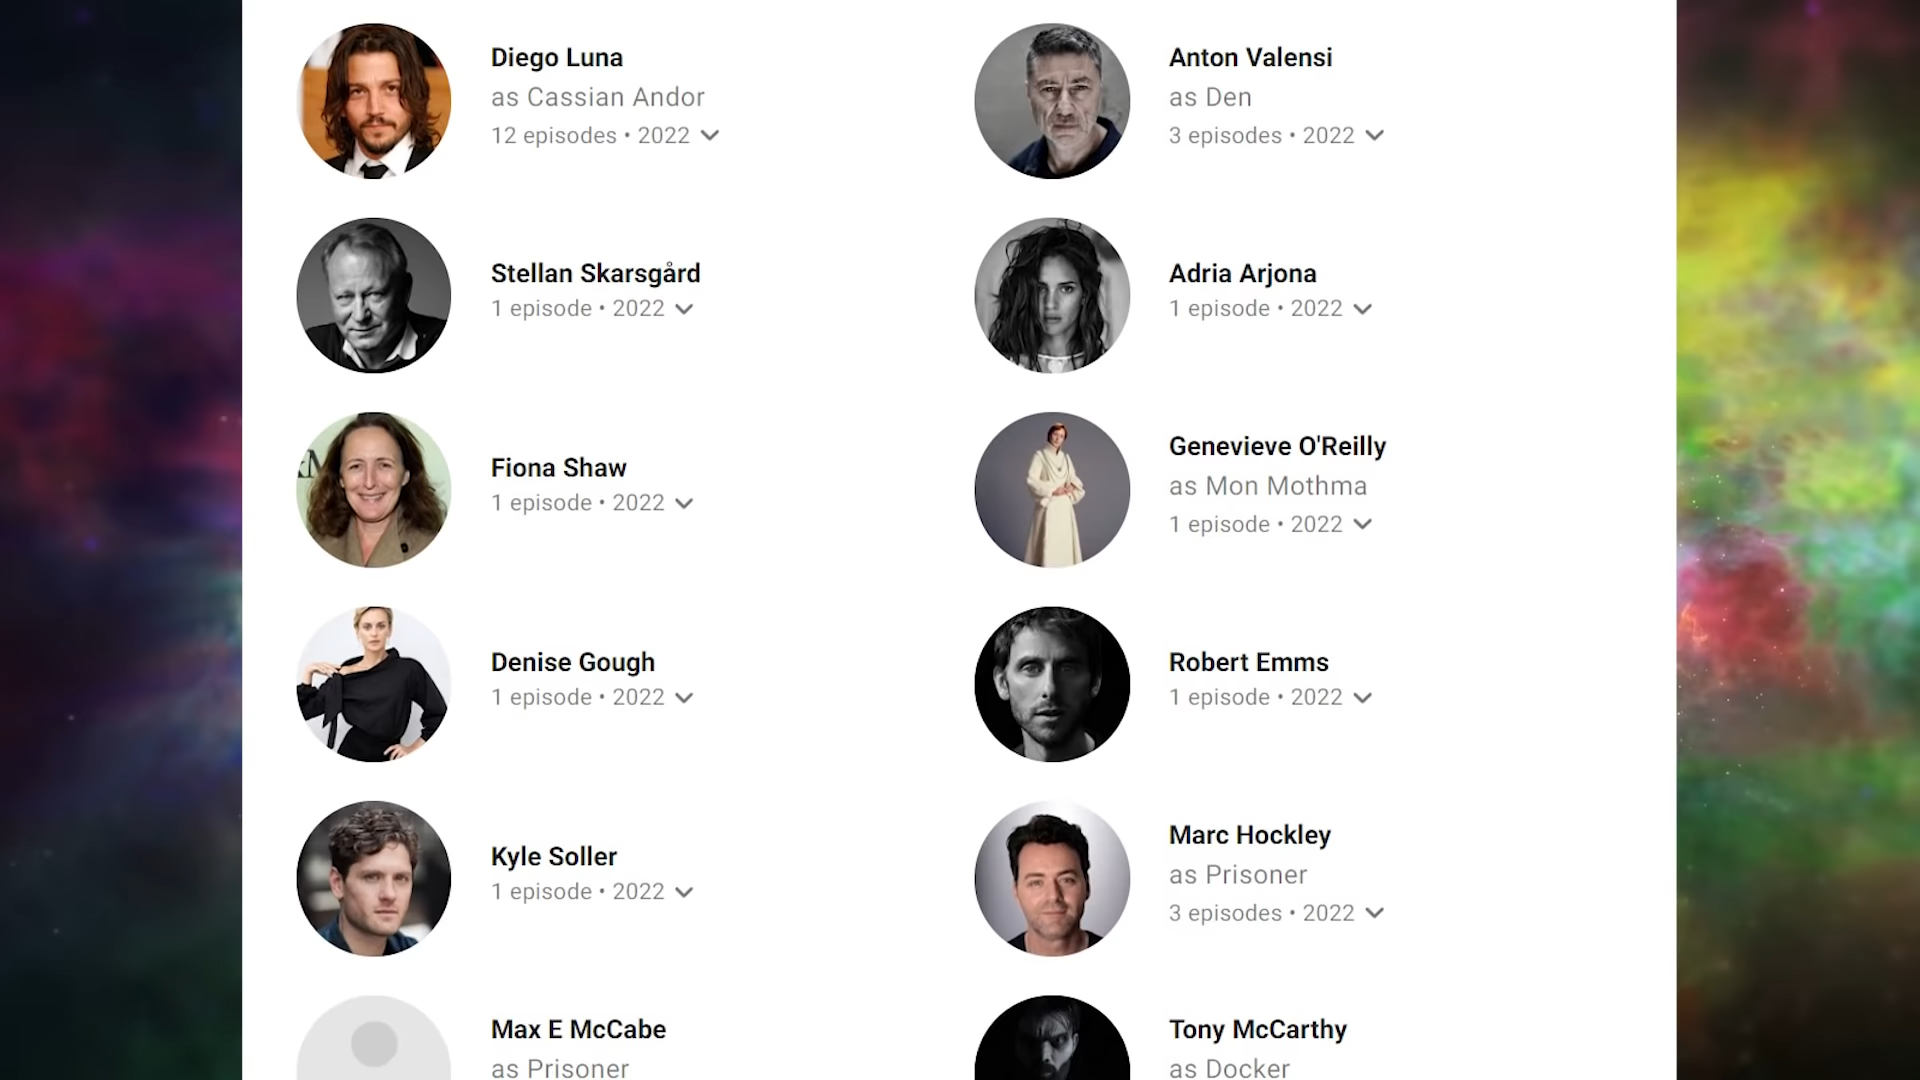 Diego Luna
as Cassian Andor
12 episodes • 2022
Anton Valensi
as Den
3 episodes • 2022
Stellan Skarsgård
1 episode • 2022
Adria Arjona
1 episode • 2022
Fiona Shaw
1 episode • 2022
Genevieve O'Reilly
as Mon Mothma
1 episode • 2022
Denise Gough
1 episode • 2022
Robert Emms
1 episode • 2022
Kyle Soller
1 episode • 2022
Marc Hockley
as Prisoner
3 episodes • 2022
Max E McCabe
as Prisoner
Tony McCarthy
as Docker